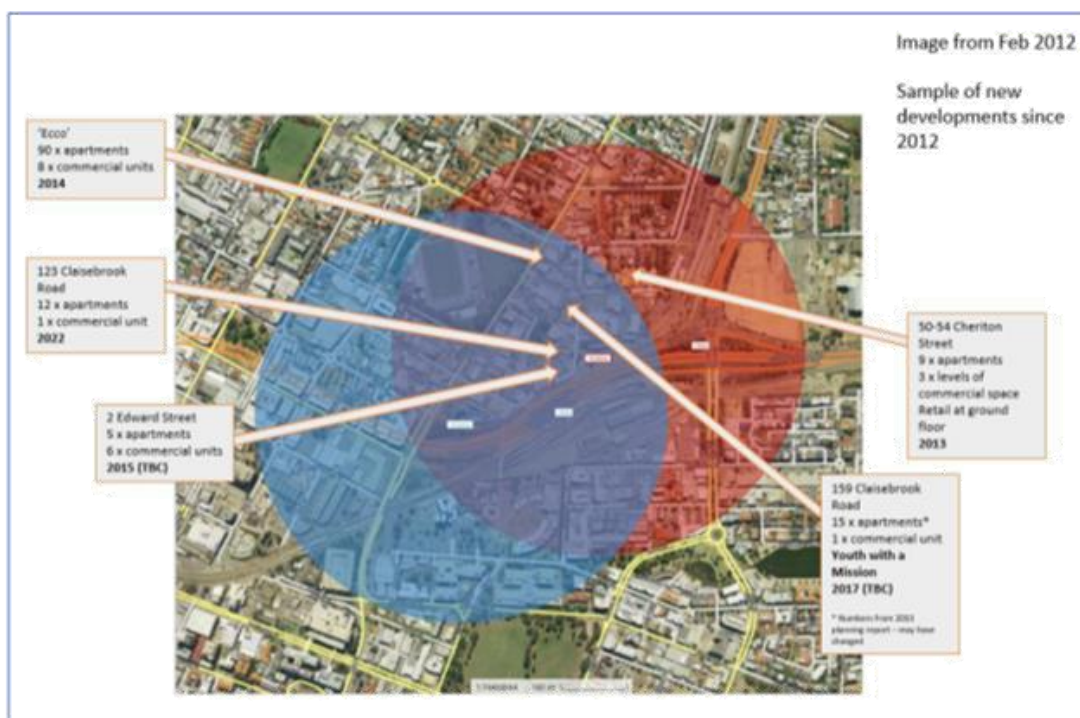 Image from Feb 2012
Sample of new
developments since
2012
'Ecco'
90 x apartments
8 x commercial units
2014
123 Claisebrook
Road
12 x apartments
1 x commercial unit
2022
2 Edward Street
5 x apartments
6 x commercial units
2015 (TBC)
50-54 Cheriton
Street
9 x apartments
3 x levels of
commercial space
Retail at ground
floor
2013
159 Claisebrook
Road
15 x apartments*
1 x commercial unit
Youth with a
Mission
2017 (TBC)
* Numbers from 2013
planning report – may have
changed